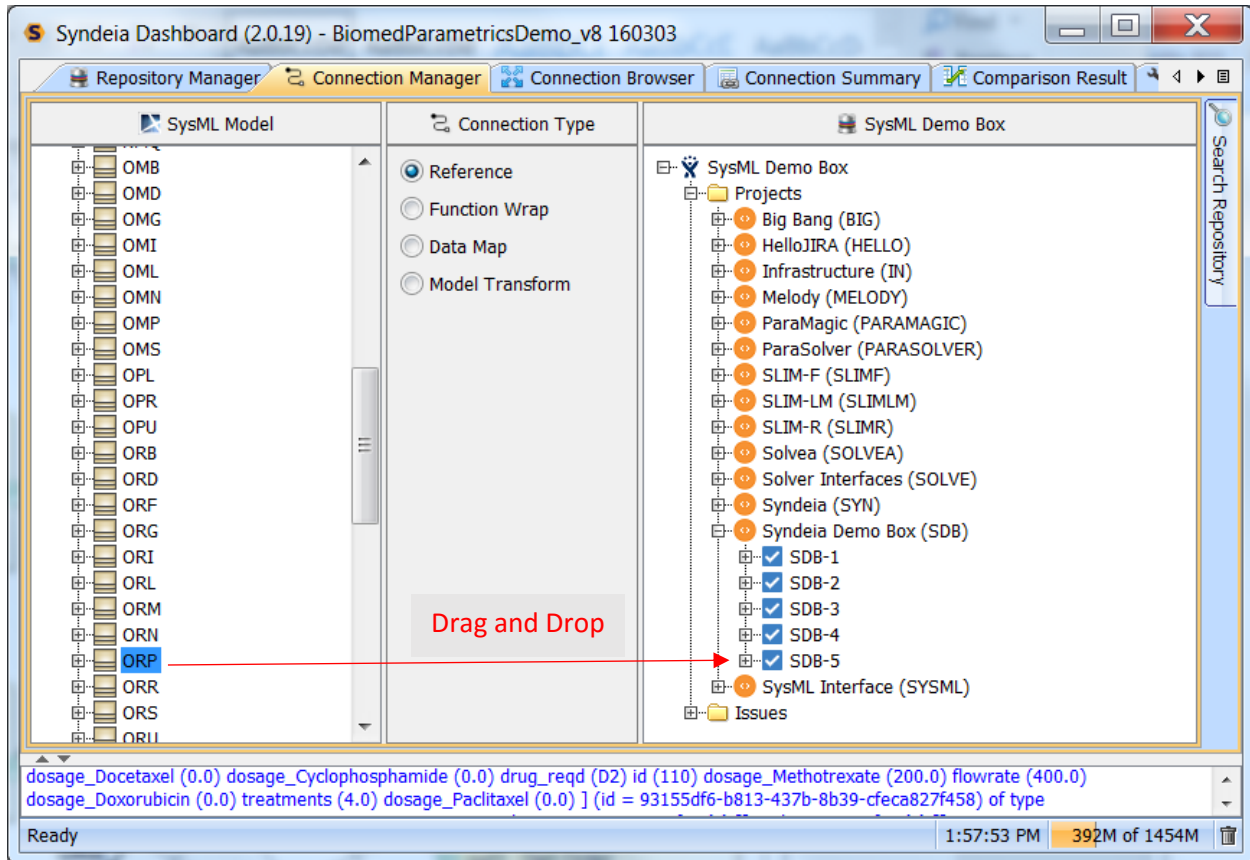 Syndeia Dashboard (2.0.19) - BiomedParametricsDemo_v8 160303
Repository Manager
Connection Manager
Connection Browser
Connection Summary
Comparison Result
SysML Model
OMB
OMD
OMG
OMI
OML
OMN
OMP
OMS
OPL
OPR
OPU
ORB
ORD
ORF
ORG
ORI
ORL
ORM
ORN
ORP
ORR
ORS
ORU
Connection Type
Reference
Function Wrap
Data Map
Model Transform
Drag and Drop
SysML Demo Box
SysML Demo Box
Projects
Big Bang (BIG)
HelloJIRA (HELLO)
Infrastructure (IN)
Melody (MELODY)
ParaMagic (PARAMAGIC)
ParaSolver (PARASOLVER)
SLIM-F (SLIMF)
SLIM-LM (SLIMLM)
SLIM-R (SLIMR)
Solvea (SOLVEA)
Solver Interfaces (SOLVE)
Syndeia (SYN)
Syndeia Demo Box (SDB)
SDB-1
SDB-2
SDB-3
SDB-4
SDB-5
SysML Interface (SYSML)
Issues
Search Repository
dosage_Docetaxel (0.0) dosage_Cyclophosphamide (0.0) drug_reqd (D2) id (110) dosage_Methotrexate (200.0) flowrate (400.0)
dosage_Doxorubicin (0.0) treatments (4.0) dosage_Paclitaxel (0.0) ] (id = 93155df6-b813-437b-8b39-cfeca827f458) of type
Ready
1:57:53 PM
392M of 1454M